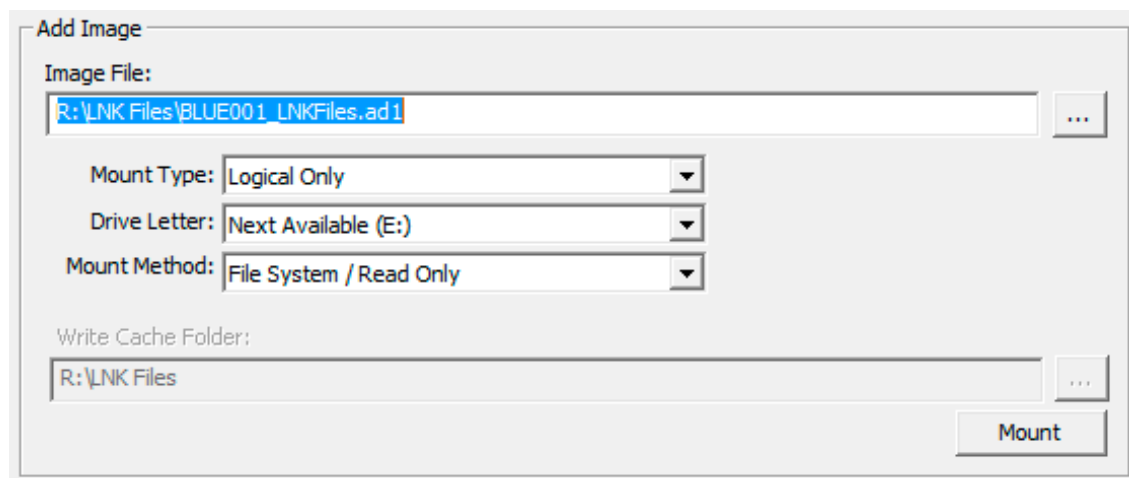 Add Image
Image File:
R:\LNK Files\BLUE001_LNKFiles.ad1
...
Mount Type: Logical Only
Drive Letter: Next Available (E:)
Mount Method: File System / Read Only
Write Cache Folder:
R:\LNK Files
...
Mount